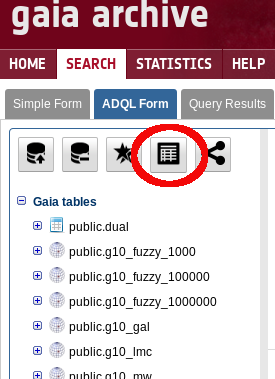 gaia archive
HOME SEARCH STATISTICS HELP
Simple Form ADQL Form Query Results
Gaia tables
public.dual
public.g10_fuzzy_1000
public.g10_fuzzy_100000
public.g10_fuzzy_1000000
public.g10_gal
public.g10_lmc
public.g10_mw